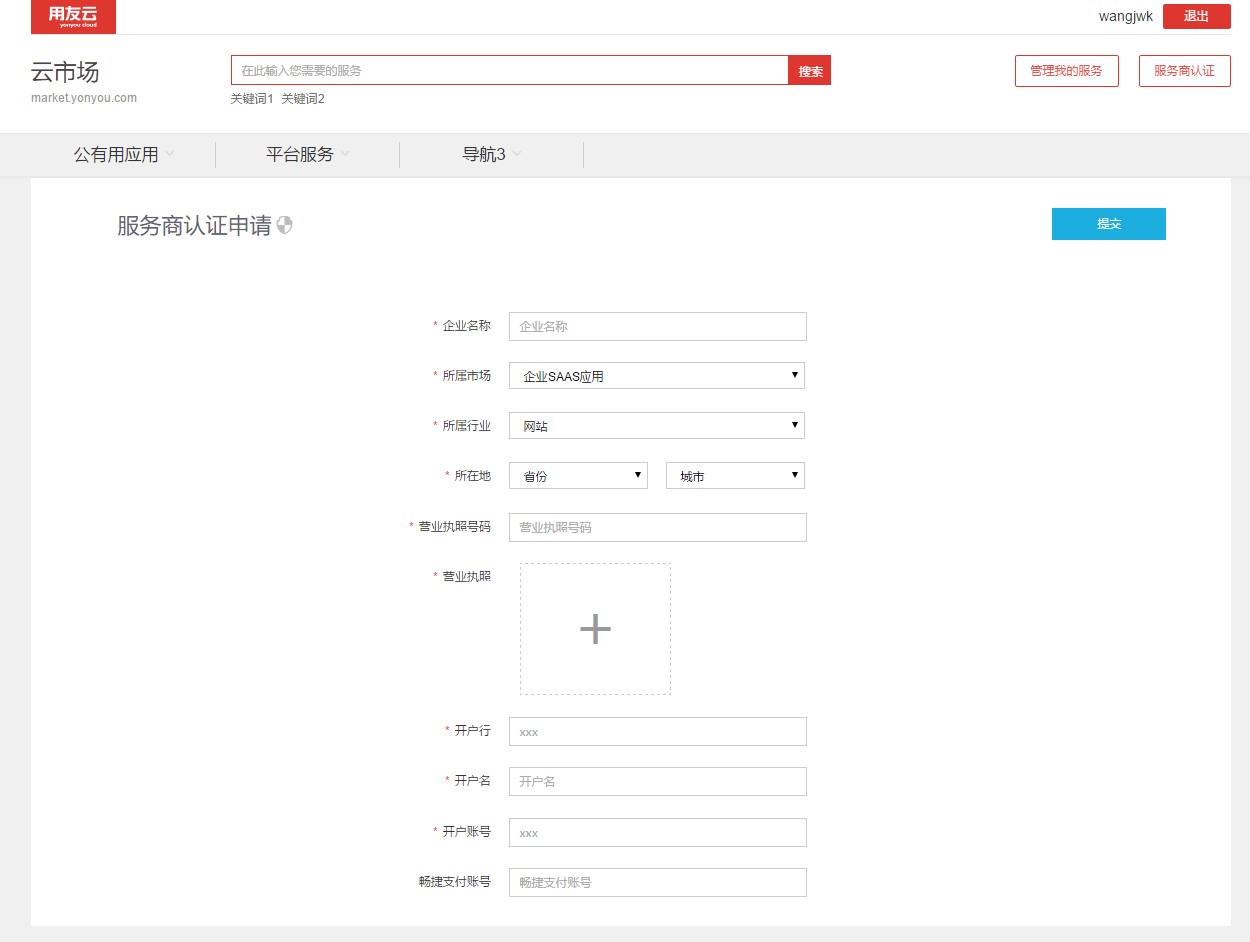 用友云
yonyou cloud
wangjwk 退出
云市场
market.yonyou.com
在此输入您需要的服务 搜索
管理我的服务 服务商认证
关键词1 关键词2
公有用应用 平台服务 导航3
服务商认证申请 提交
* 企业名称 企业名称
* 所属市场 企业SAAS应用
* 所属行业 网站
* 所在地 省份 城市
* 营业执照号码 营业执照号码
* 营业执照
* 开户行 xxx
* 开户名 开户名
* 开户账号 xxx
畅捷支付账号 畅捷支付账号